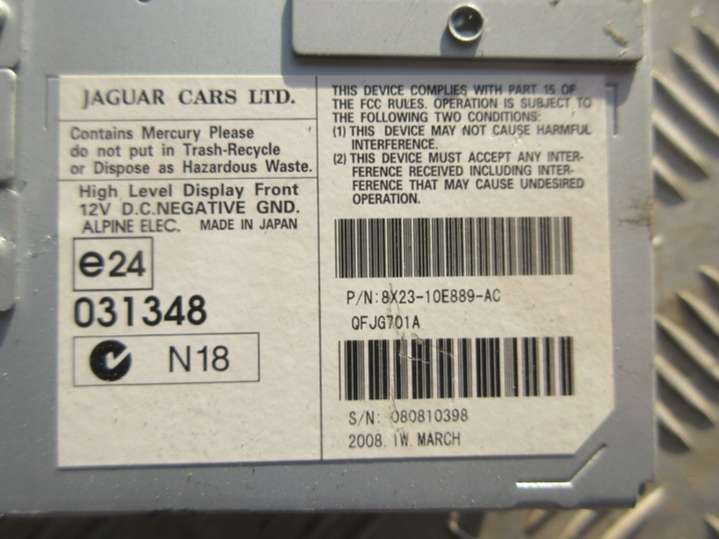 JAGUAR CARS LTD.
Contains Mercury Please
do not put in Trash-Recycle
or Dispose as Hazardous Waste.
High Level Display Front
12V D.C.NEGATIVE GND.
ALPINE ELEC. MADE IN JAPAN
e24
031348
N18
THIS DEVICE COMPLIES WITH PART 15 OF
THE FCC RULES. OPERATION IS SUBJECT TO
THE FOLLOWING TWO CONDITIONS:
(1) THIS DEVICE MAY NOT CAUSE HARMFUL
INTERFERENCE.
(2) THIS DEVICE MUST ACCEPT ANY INTER-
FERENCE RECEIVED INCLUDING INTER-
FERENCE THAT MAY CAUSE UNDESIRED
OPERATION.
P/N:8X23-10E889-AC
QFJG701A
S/N: 080810398
2008. 1W. MARCH